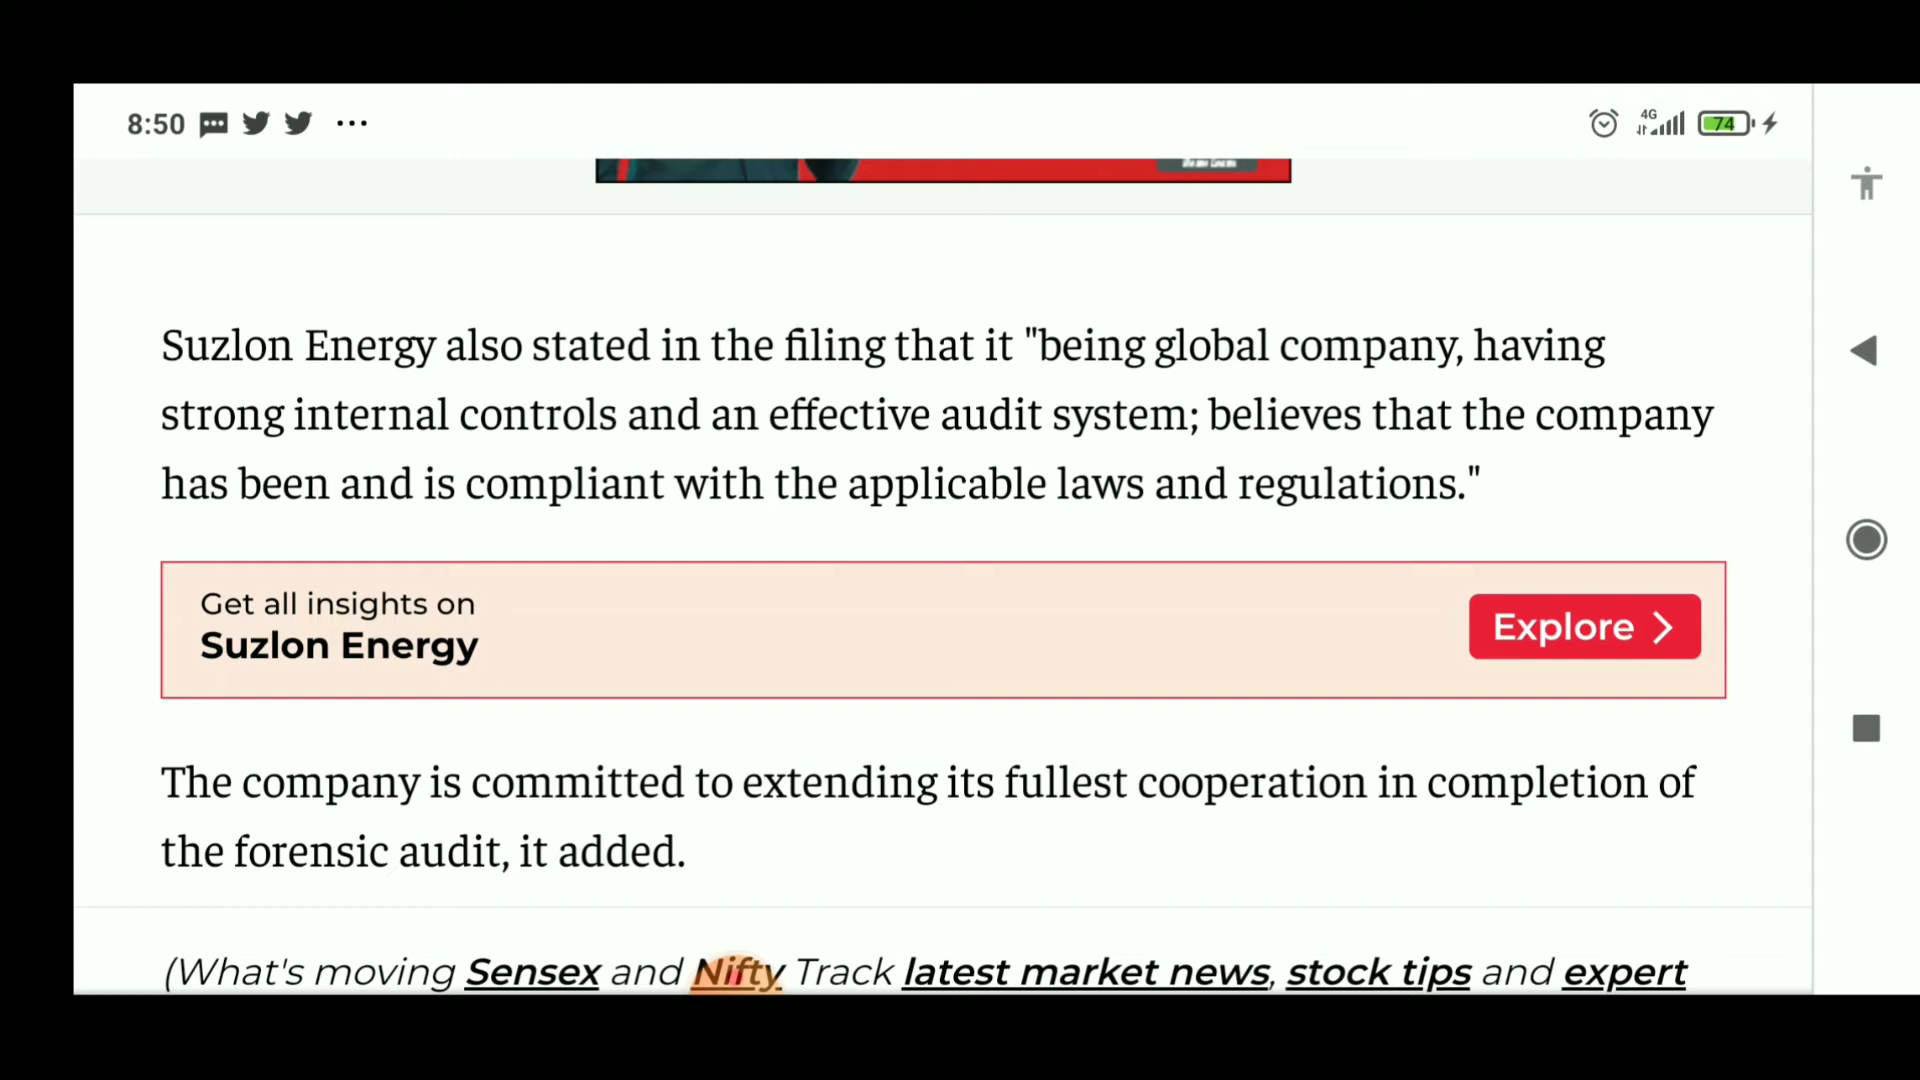 8:50 ...
4G 74
Suzlon Energy also stated in the filing that it "being global company, having
strong internal controls and an effective audit system; believes that the company
has been and is compliant with the applicable laws and regulations."
Get all insights on
Suzlon Energy
Explore >
The company is committed to extending its fullest cooperation in completion of
the forensic audit, it added.
(What's moving Sensex and Nifty Track latest market news, stock tips and expert